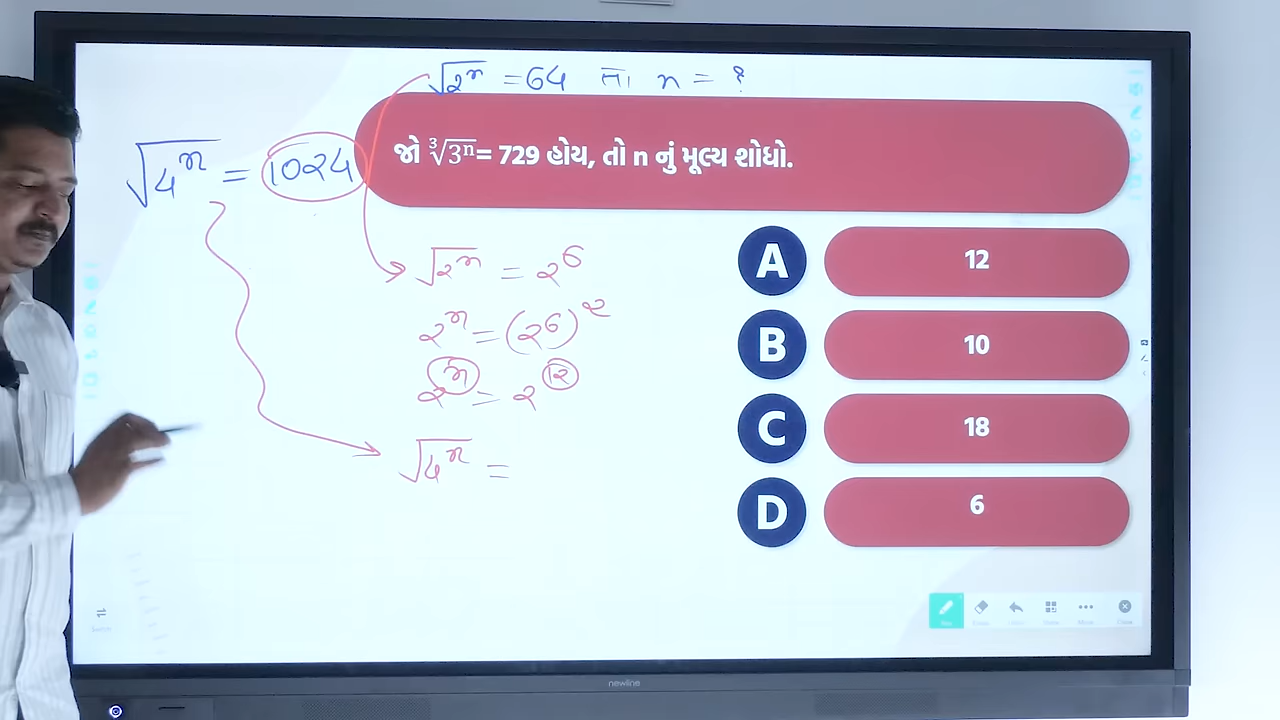 √2ⁿ = 64 તો n = ?
જો ∛3ⁿ= 729 હોય, તો n નું મૂલ્ય શોધો.
√4ⁿ = 1024
√2ⁿ = 2⁶
2ⁿ = (2⁶)²
2ⁿ = 2¹²
√4ⁿ =
A 12
B 10
C 18
D 6
newline